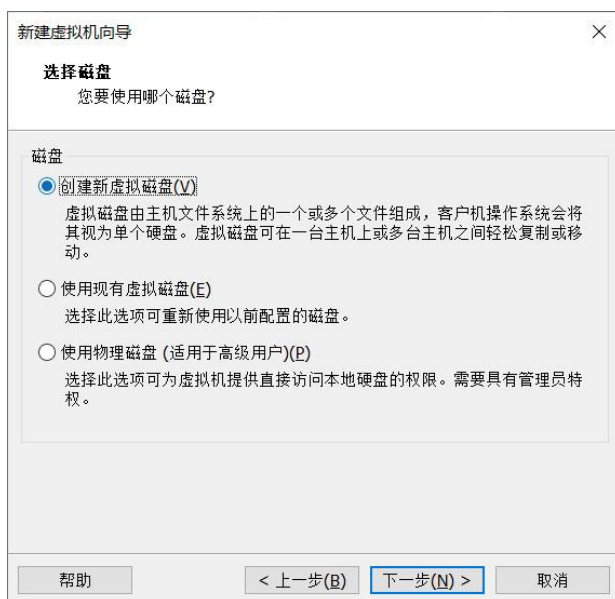 新建虚拟机向导
选择磁盘
您要使用哪个磁盘?
磁盘
创建新虚拟磁盘(V)
虚拟磁盘由主机文件系统上的一个或多个文件组成，客户机操作系统会将
其视为单个硬盘。虚拟磁盘可在一台主机上或多台主机之间轻松复制或移
动。
使用现有虚拟磁盘(E)
选择此选项可重新使用以前配置的磁盘。
使用物理磁盘 (适用于高级用户)(P)
选择此选项可为虚拟机提供直接访问本地硬盘的权限。需要具有管理员特
权。
帮助
< 上一步(B)
下一步(N) >
取消